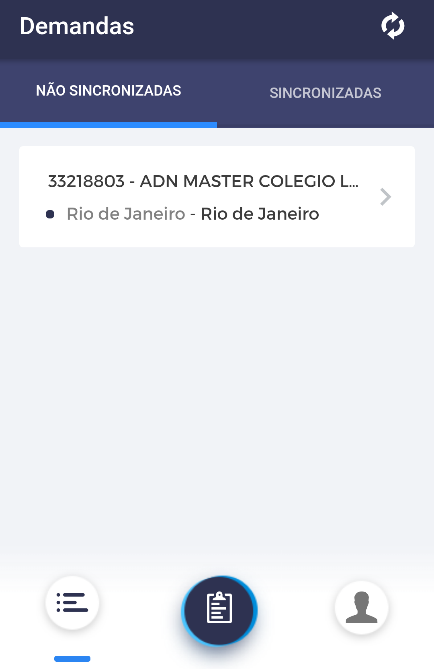 Demandas
NÃO SINCRONIZADAS
SINCRONIZADAS
33218803 - ADN MASTER COLEGIO L...
Rio de Janeiro - Rio de Janeiro